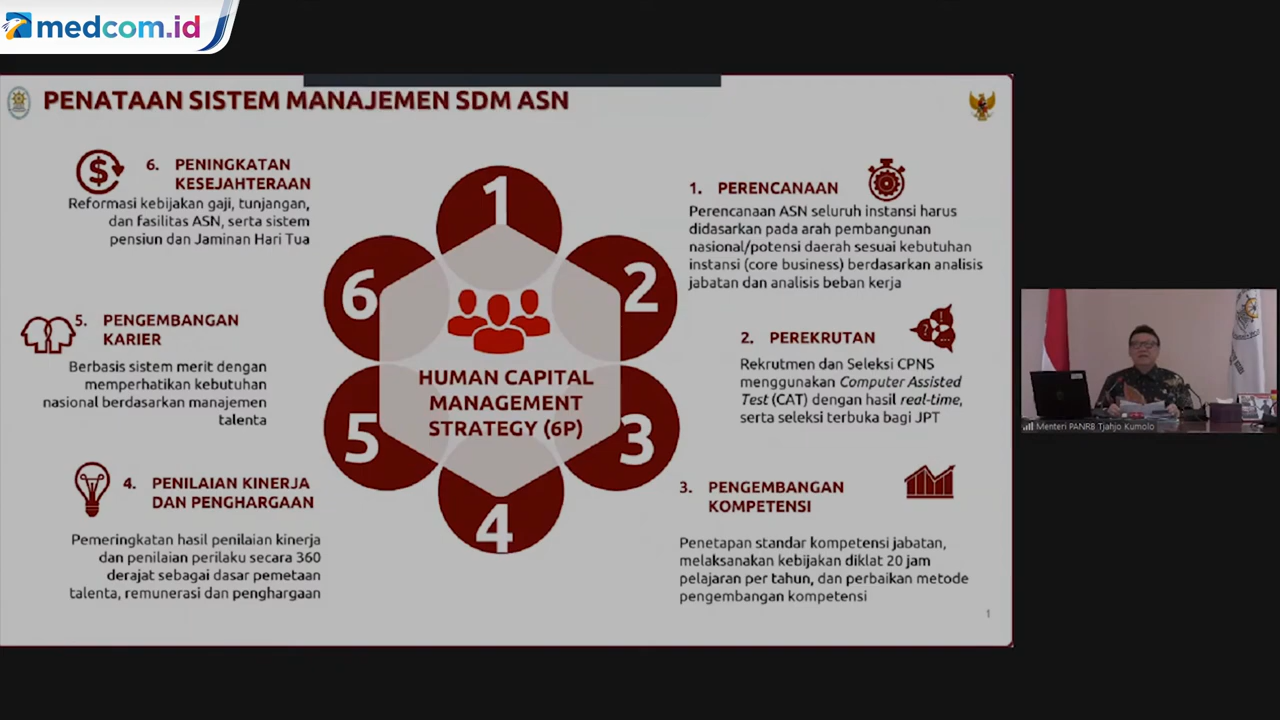 medcom.id
PENATAAN SISTEM MANAJEMEN SDM ASN
1. PERENCANAAN
Perencanaan ASN seluruh instansi harus
didasarkan pada arah pembangunan
nasional/potensi daerah sesuai kebutuhan
instansi (core business) berdasarkan analisis
jabatan dan analisis beban kerja
2. PEREKRUTAN
Rekrutmen dan Seleksi CPNS
menggunakan Computer Assisted
Test (CAT) dengan hasil real-time,
serta seleksi terbuka bagi JPT
3. PENGEMBANGAN
KOMPETENSI
Penetapan standar kompetensi jabatan,
melaksanakan kebijakan diklat 20 jam
pelajaran per tahun, dan perbaikan metode
pengembangan kompetensi
4. PENILAIAN KINERJA
DAN PENGHARGAAN
Pemeringkatan hasil penilaian kinerja
dan penilaian perilaku secara 360
derajat sebagai dasar pemetaan
talenta, remunerasi dan penghargaan
5. PENGEMBANGAN
KARIER
Berbasis sistem merit dengan
memperhatikan kebutuhan
nasional berdasarkan manajemen
talenta
6. PENINGKATAN
KESEJAHTERAAN
Reformasi kebijakan gaji, tunjangan,
dan fasilitas ASN, serta sistem
pensiun dan Jaminan Hari Tua
1
2
3
4
5
6
HUMAN CAPITAL
MANAGEMENT
STRATEGY (6P)
1
Menteri PANRB Tjahjo Kumolo